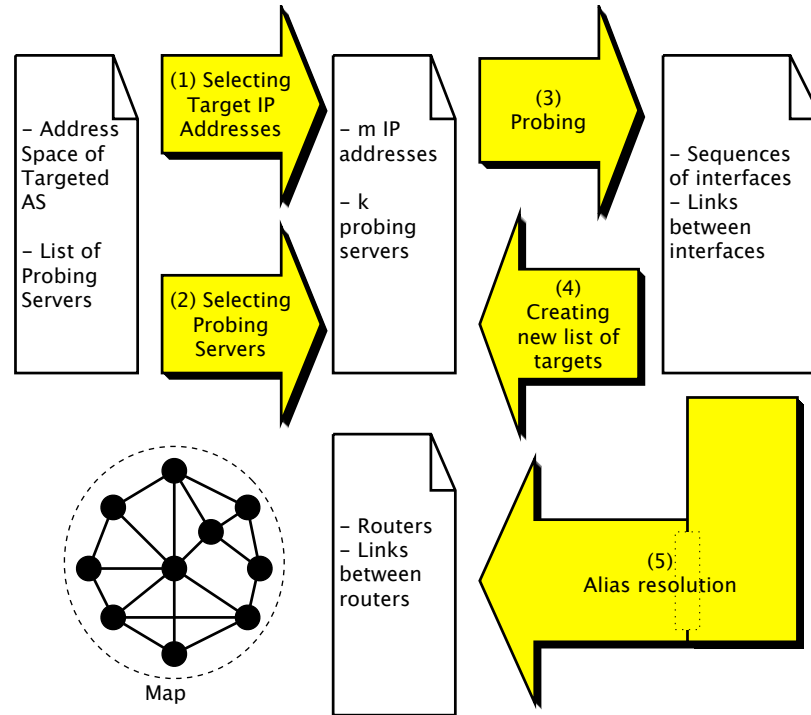 – Address
Space of
Targeted
AS
– List of
Probing
Servers
(1) Selecting
Target IP
Addresses
(2) Selecting
Probing
Servers
– m IP
addresses
– k
probing
servers
(3)
Probing
(4)
Creating
new list of
targets
– Sequences
of interfaces
– Links
between
interfaces
(5)
Alias resolution
– Routers
– Links
between
routers
Map